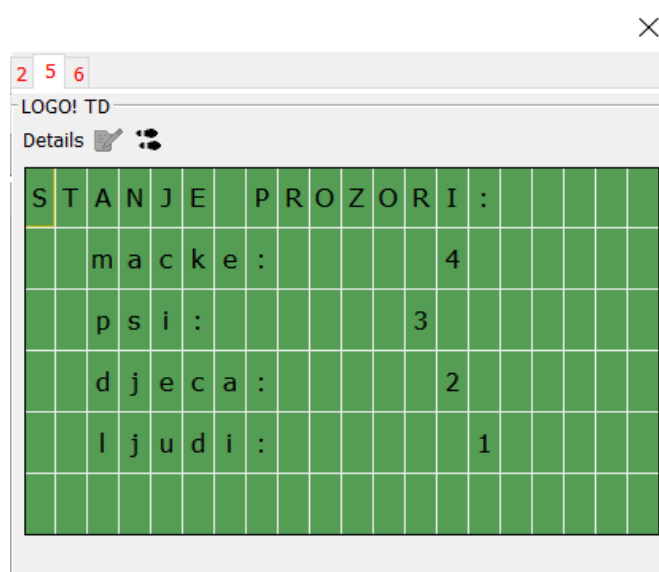 2 5 6
LOGO! TD
Details
STANJE PROZORI:
macke: 4
psi: 3
djeca: 2
ljudi: 1